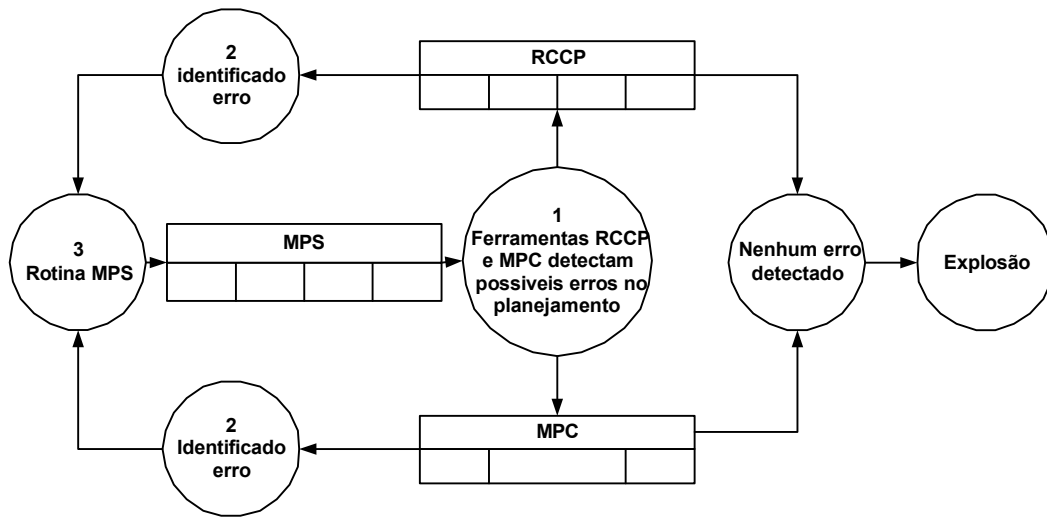 2
identificado
erro
RCCP
3
Rotina MPS
MPS
1
Ferramentas RCCP
e MPC detectam
possiveis erros no
planejamento
Nenhum erro
detectado
Explosão
2
Identificado
erro
MPC